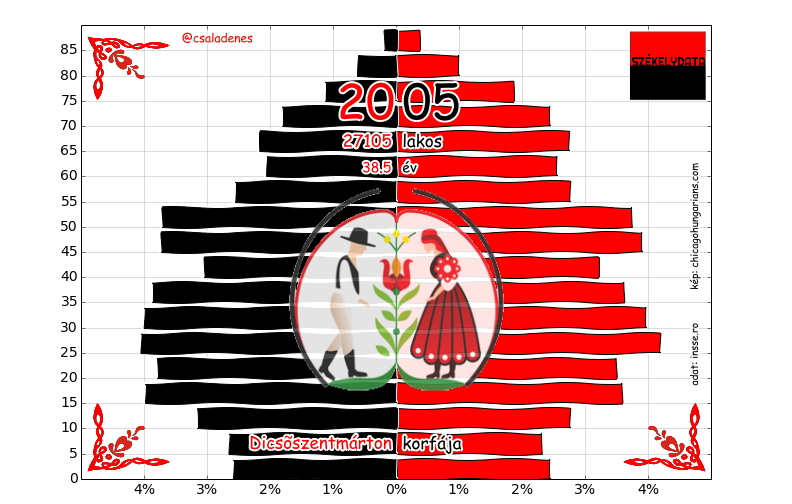 @csaladenes
SZÉKELYDATA
2005
27105 lakos
38.5 év
kép: chicagohungarians.com
adat: insse.ro
Dicsőszentmárton korfája
85
80
75
70
65
60
55
50
45
40
35
30
25
20
15
10
5
0
4% 3% 2% 1% 0% 1% 2% 3% 4%